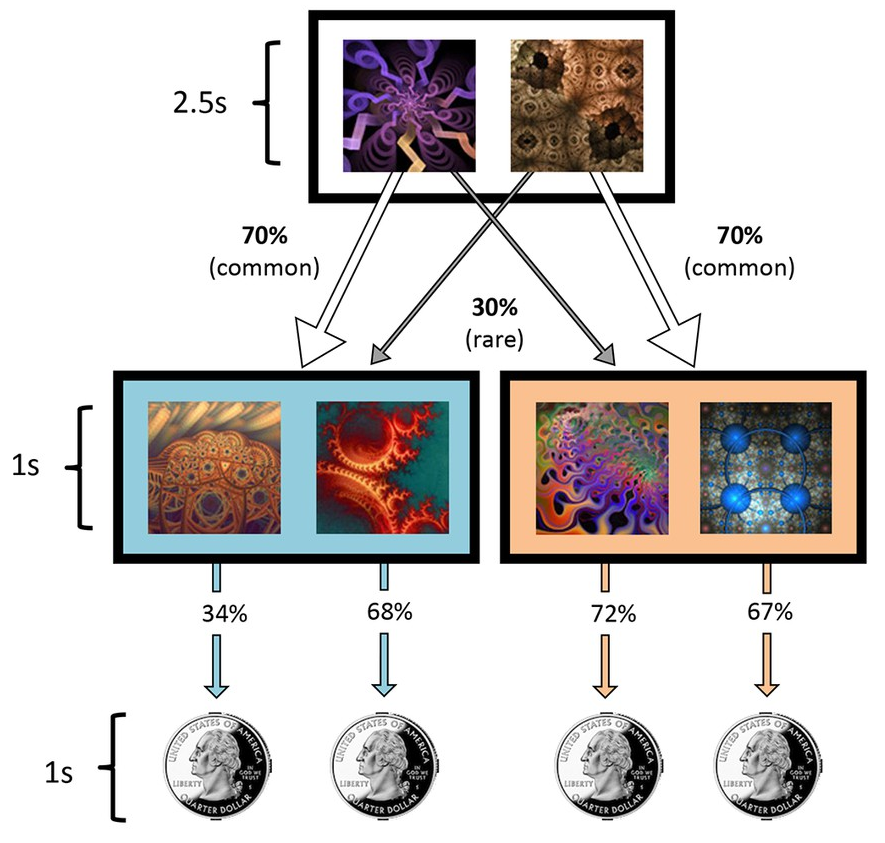 2.5s
70%
(common)
70%
(common)
30%
(rare)
1s
34%
68%
72%
67%
1s
UNITED STATES OF AMERICA
LIBERTY
IN
GOD WE
TRUST
QUARTER DOLLAR
UNITED STATES OF AMERICA
LIBERTY
IN
GOD WE
TRUST
QUARTER DOLLAR
UNITED STATES OF AMERICA
LIBERTY
IN
GOD WE
TRUST
QUARTER DOLLAR
UNITED STATES OF AMERICA
LIBERTY
IN
GOD WE
TRUST
QUARTER DOLLAR